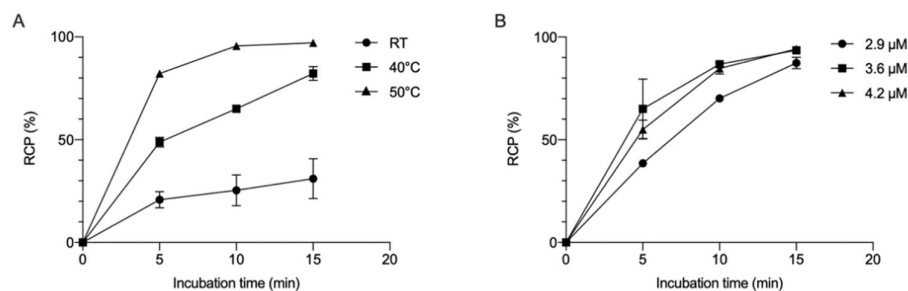 A
RCP (%)
100
50
0
0
5
10
15
20
Incubation time (min)
RT
40°C
50°C
B
RCP (%)
100
50
0
0
5
10
15
20
Incubation time (min)
2.9 µM
3.6 µM
4.2 µM